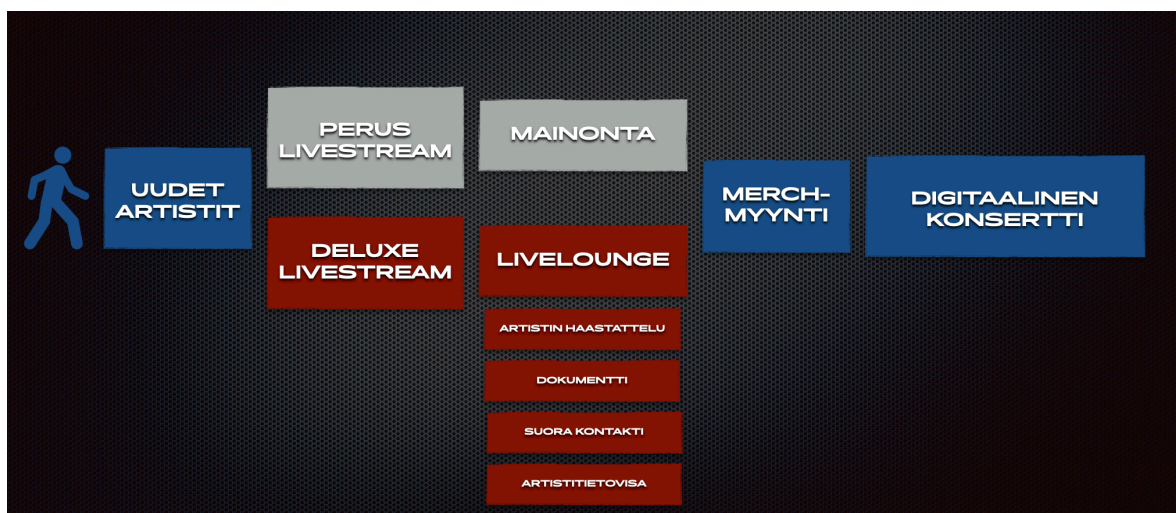 UUDET
ARTISTIT
PERUS
LIVESTREAM
DELUXE
LIVESTREAM
MAINONTA
LIVELOUNGE
ARTISTIN HAASTATTELU
DOKUMENTTI
SUORA KONTAKTI
ARTISTITIETOVISA
MERCH-
MYYNTI
DIGITAALINEN
KONSERTTI